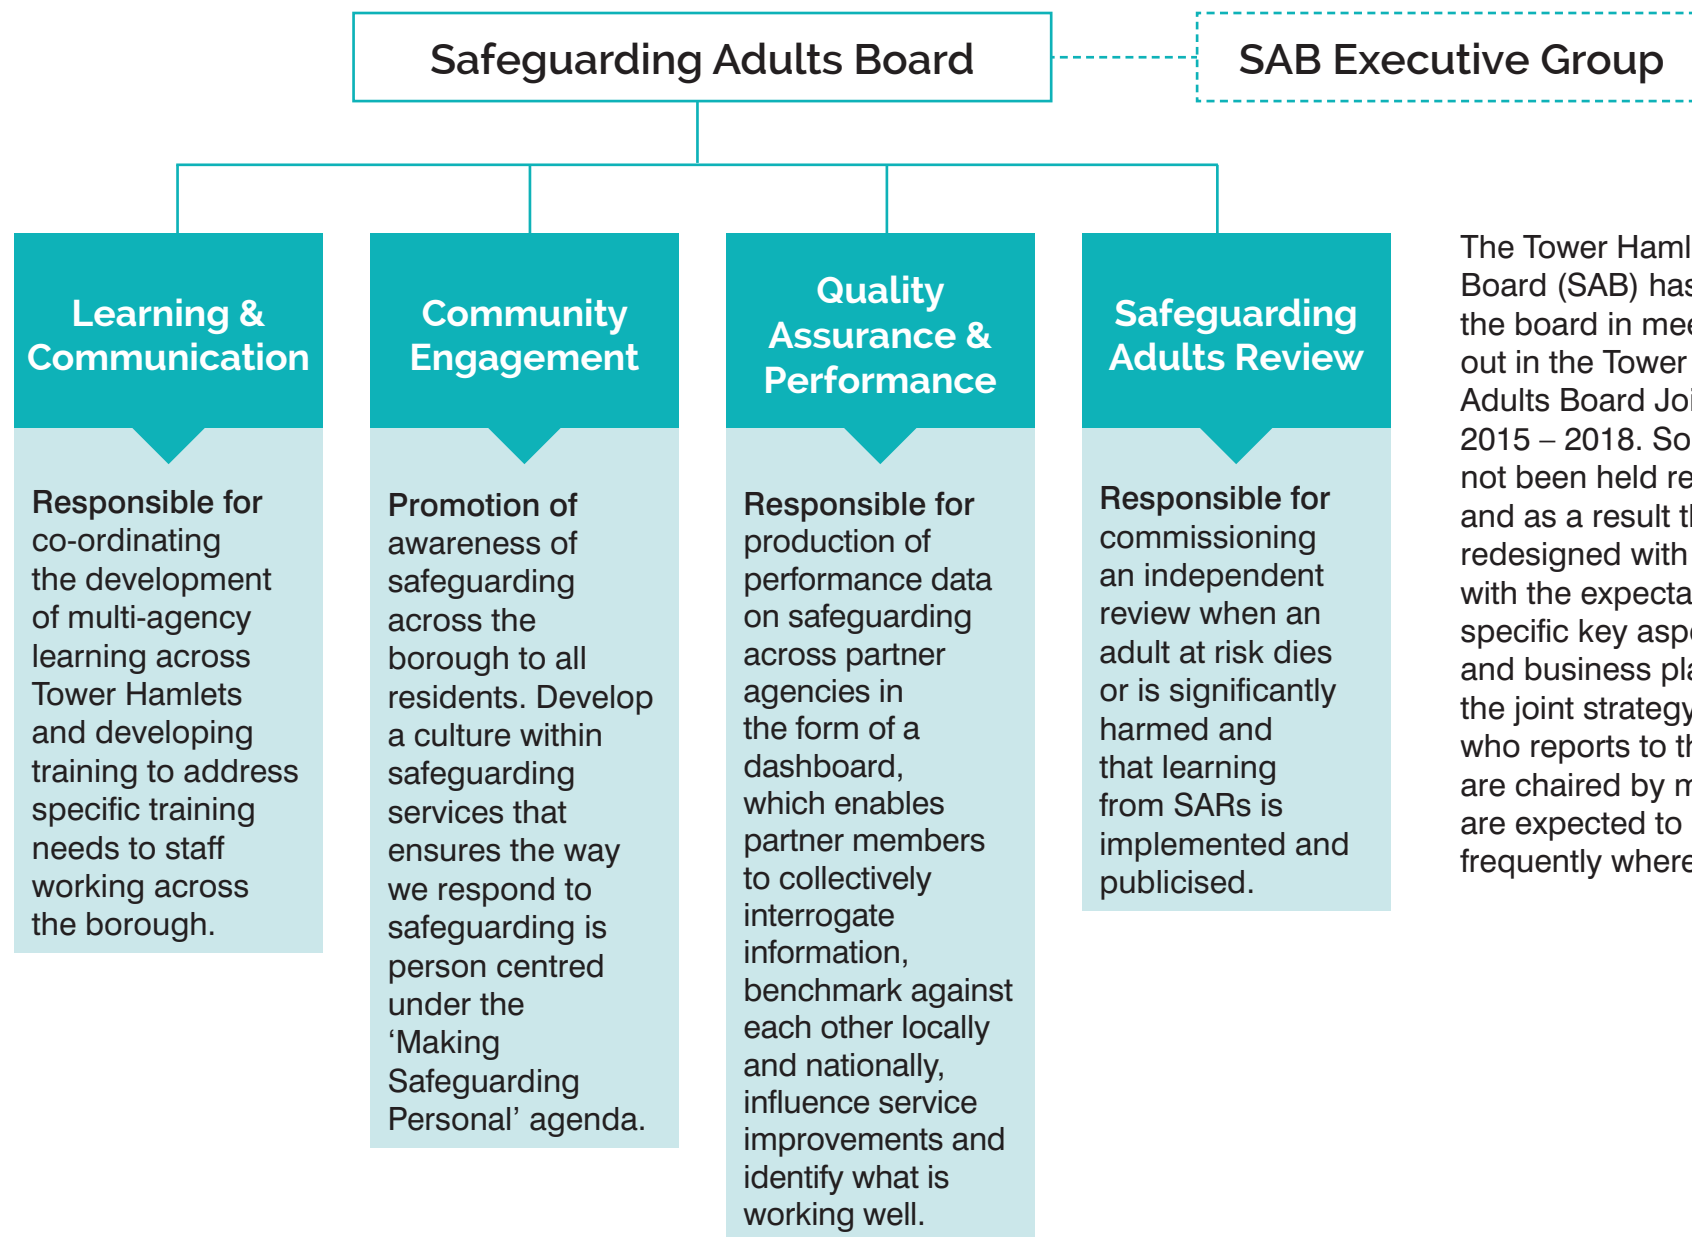 Safeguarding Adults Board
SAB Executive Group
Learning &
Communication
Responsible for
co-ordinating
the development
of multi-agency
learning across
Tower Hamlets
and developing
training to address
specific training
needs to staff
working across
the borough.
Community
Engagement
Promotion of
awareness of
safeguarding
across the
borough to all
residents. Develop
a culture within
safeguarding
services that
ensures the way
we respond to
safeguarding is
person centred
under the
‘Making
Safeguarding
Personal’ agenda.
Quality
Assurance &
Performance
Responsible for
production of
performance data
on safeguarding
across partner
agencies in
the form of a
dashboard,
which enables
partner members
to collectively
interrogate
information,
benchmark against
each other locally
and nationally,
influence service
improvements and
identify what is
working well.
Safeguarding
Adults Review
Responsible for
commissioning
an independent
review when an
adult at risk dies
or is significantly
harmed and
that learning
from SARs is
implemented and
publicised.
The Tower
Board (SAB) has
the board in
out in the Tower
Adults Board
2015 – 2018.
not been held
and as a result
redesigned with
with the
specific key
and business
the joint strategy
who reports to
are chaired by
are expected to
frequently where